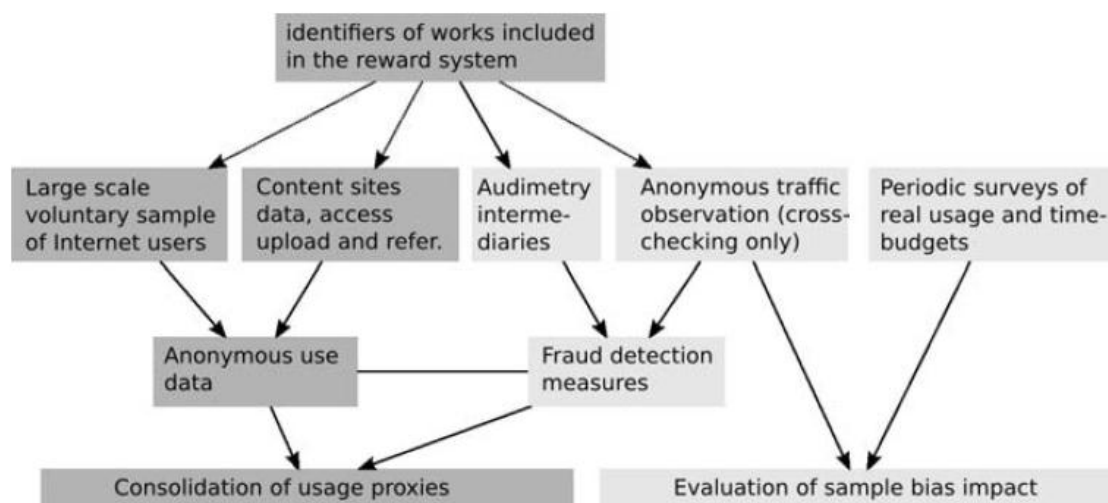 identifiers of works included
in the reward system
Large scale
voluntary sample
of Internet users
Content sites
data, access
upload and refer.
Audimetry
interme-
diaries
Anonymous traffic
observation (cross-
checking only)
Periodic surveys of
real usage and time-
budgets
Anonymous use
data
Fraud detection
measures
Consolidation of usage proxies
Evaluation of sample bias impact